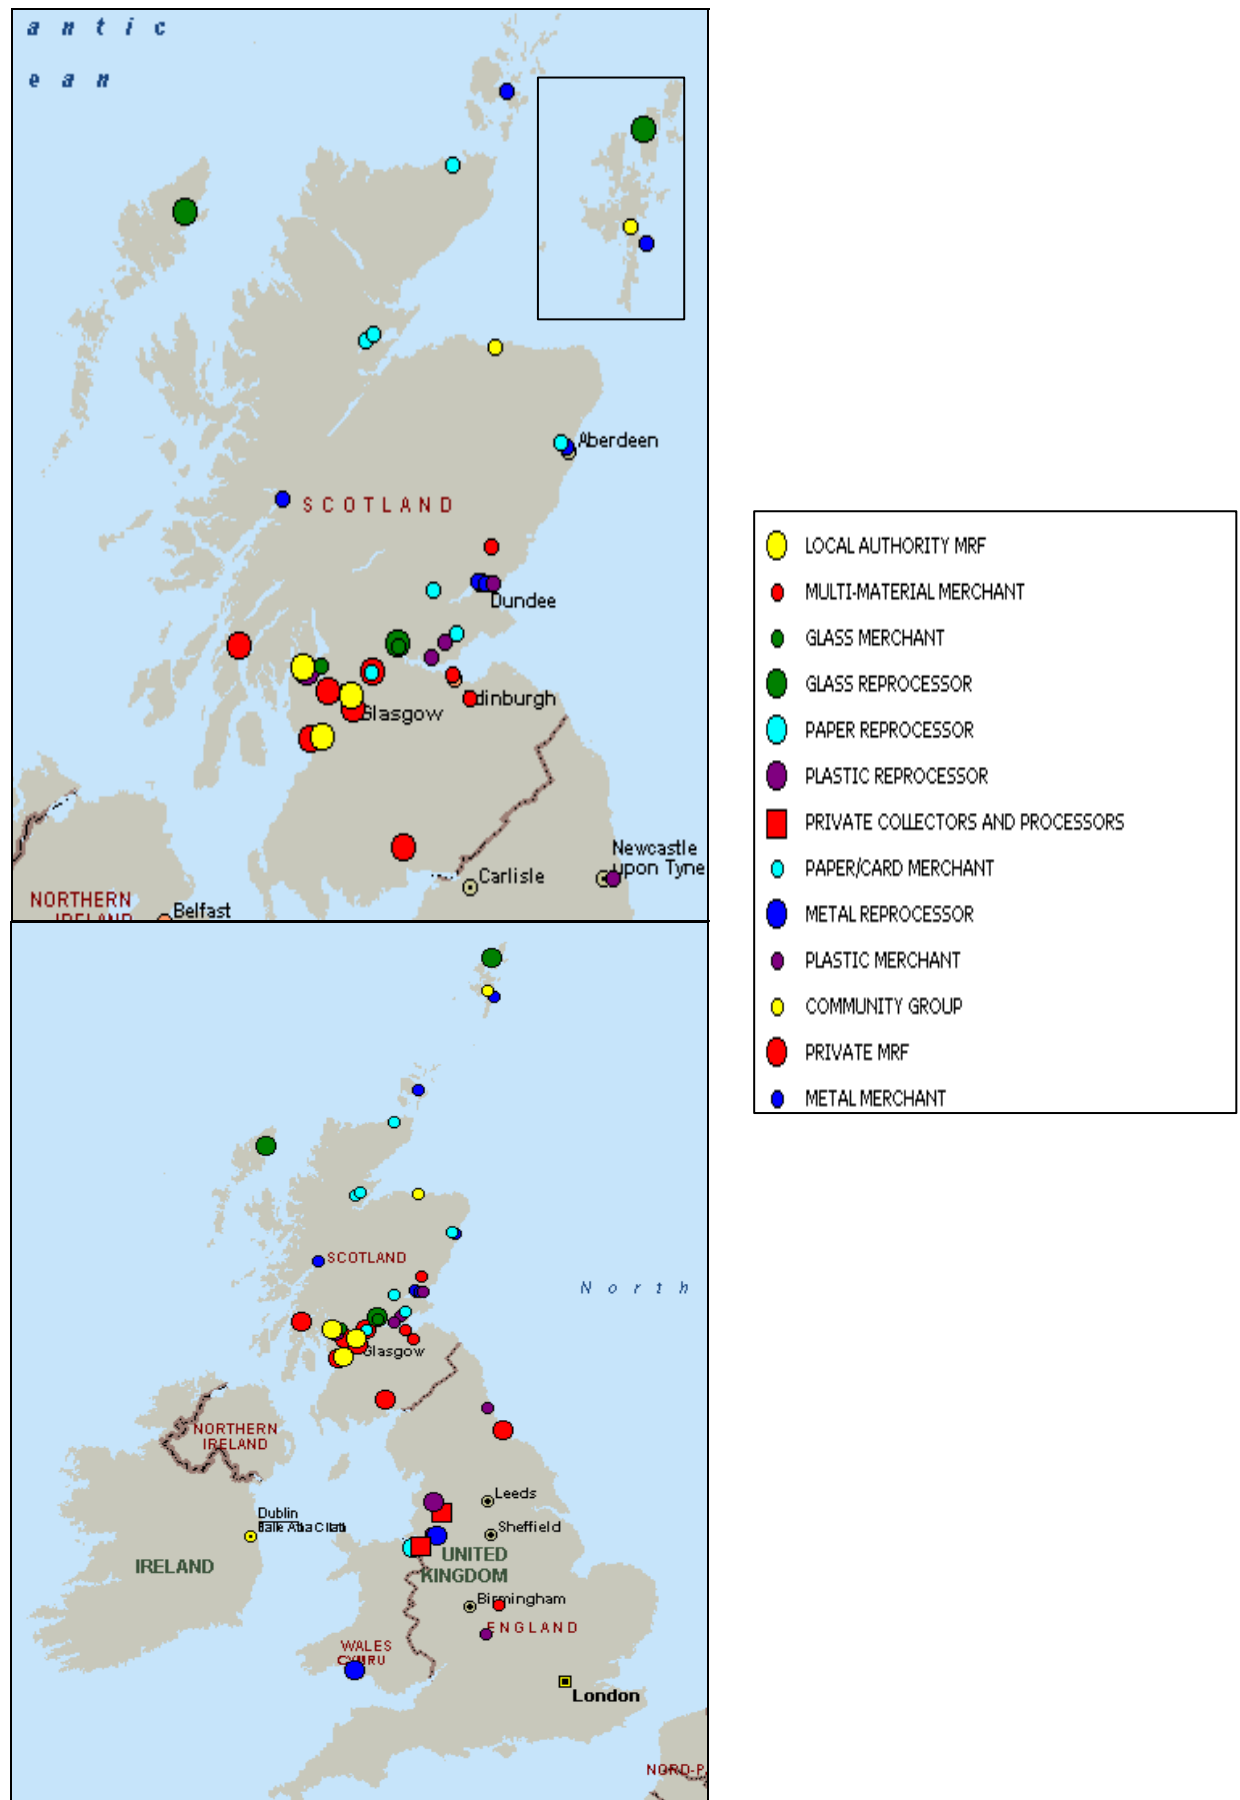 a n t i c
e a n
Aberdeen
SCOTLAND
Dundee
dinburgh
Glasgow
Newcastle
upon Tyne
Carlisle
NORTHERN
IRELAND
Belfast
LOCAL AUTHORITY MRF
MULTI-MATERIAL MERCHANT
GLASS MERCHANT
GLASS REPROCESSOR
PAPER REPROCESSOR
PLASTIC REPROCESSOR
PRIVATE COLLECTORS AND PROCESSORS
PAPER/CARD MERCHANT
METAL REPROCESSOR
PLASTIC MERCHANT
COMMUNITY GROUP
PRIVATE MRF
METAL MERCHANT
SCOTLAND
N o r t h
Glasgow
NORTHERN
IRELAND
Leeds
Dublin
Sheffield
IRELAND
UNITED
KINGDOM
Birmingham
ENGLAND
WALES
CYMRU
London
NORD-P